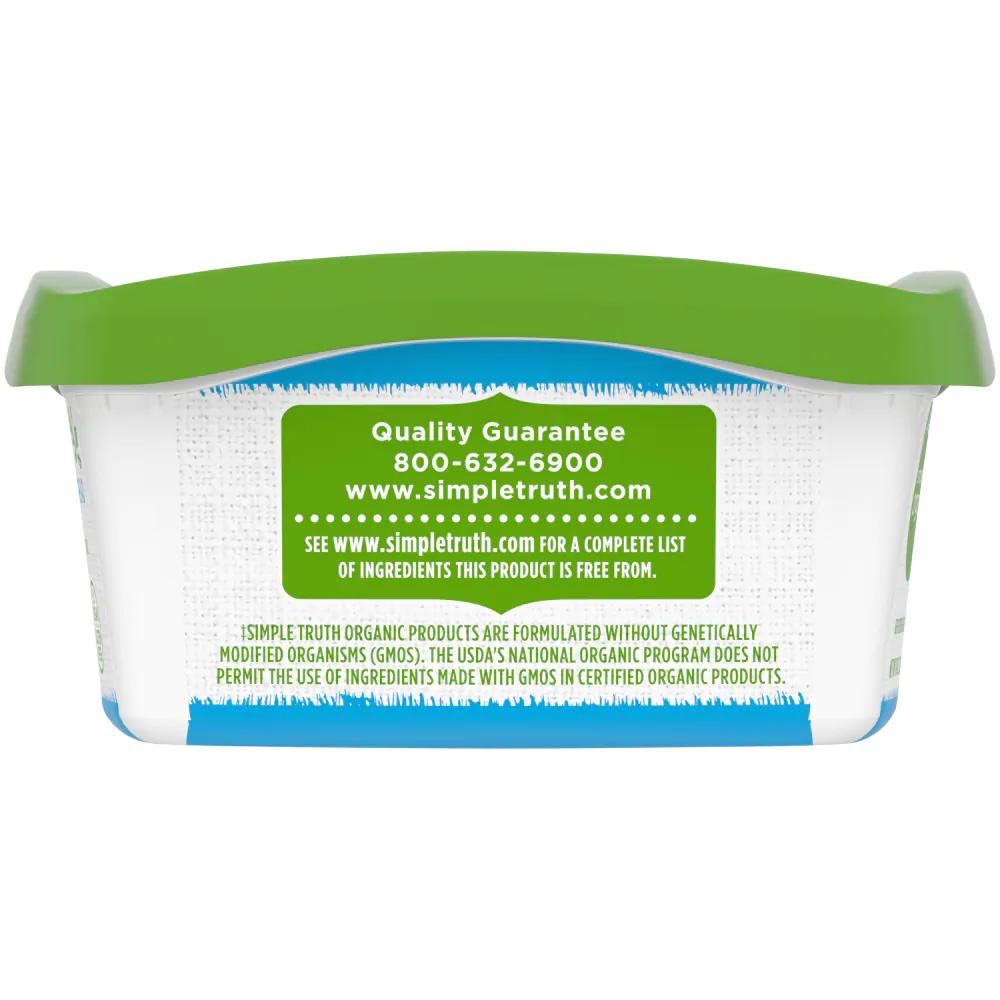 Quality Guarantee
800-632-6900
www.simpletruth.com
SEE www.simpletruth.com FOR A COMPLETE LIST
OF INGREDIENTS THIS PRODUCT IS FREE FROM.
‡SIMPLE TRUTH ORGANIC PRODUCTS ARE FORMULATED WITHOUT GENETICALLY
MODIFIED ORGANISMS (GMOS). THE USDA'S NATIONAL ORGANIC PROGRAM DOES NOT
PERMIT THE USE OF INGREDIENTS MADE WITH GMOS IN CERTIFIED ORGANIC PRODUCTS.